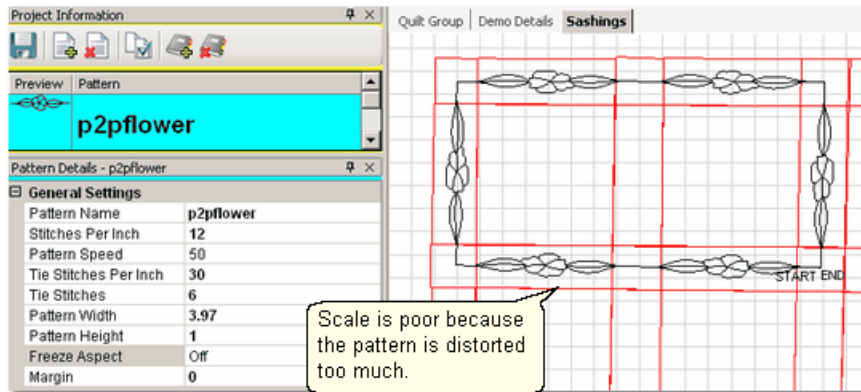 Project Information
Quilt Group
Demo Details
Sashings
Preview
Pattern
p2pflower
Pattern Details - p2pflower
General Settings
Pattern Name p2pflower
Stitches Per Inch 12
Pattern Speed 50
Tie Stitches Per Inch 30
Tie Stitches 6
Pattern Width 3.97
Pattern Height 1
Freeze Aspect Off
Margin 0
START END
Scale is poor because
the pattern is distorted
too much.